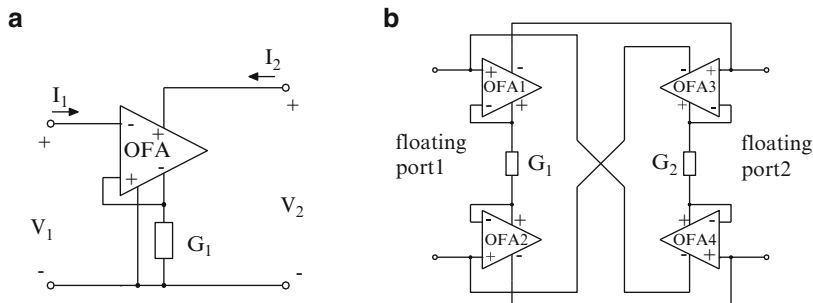 a
b
I1
I2
OFA
-
+
+
-
+
+
+
V1
V2
G1
-
-
+
-
OFA1
-
+
-
+
OFA3
+
-
floating
port1
G1
G2
floating
port2
-
+
OFA2
+
-
+
-
OFA4
-
+